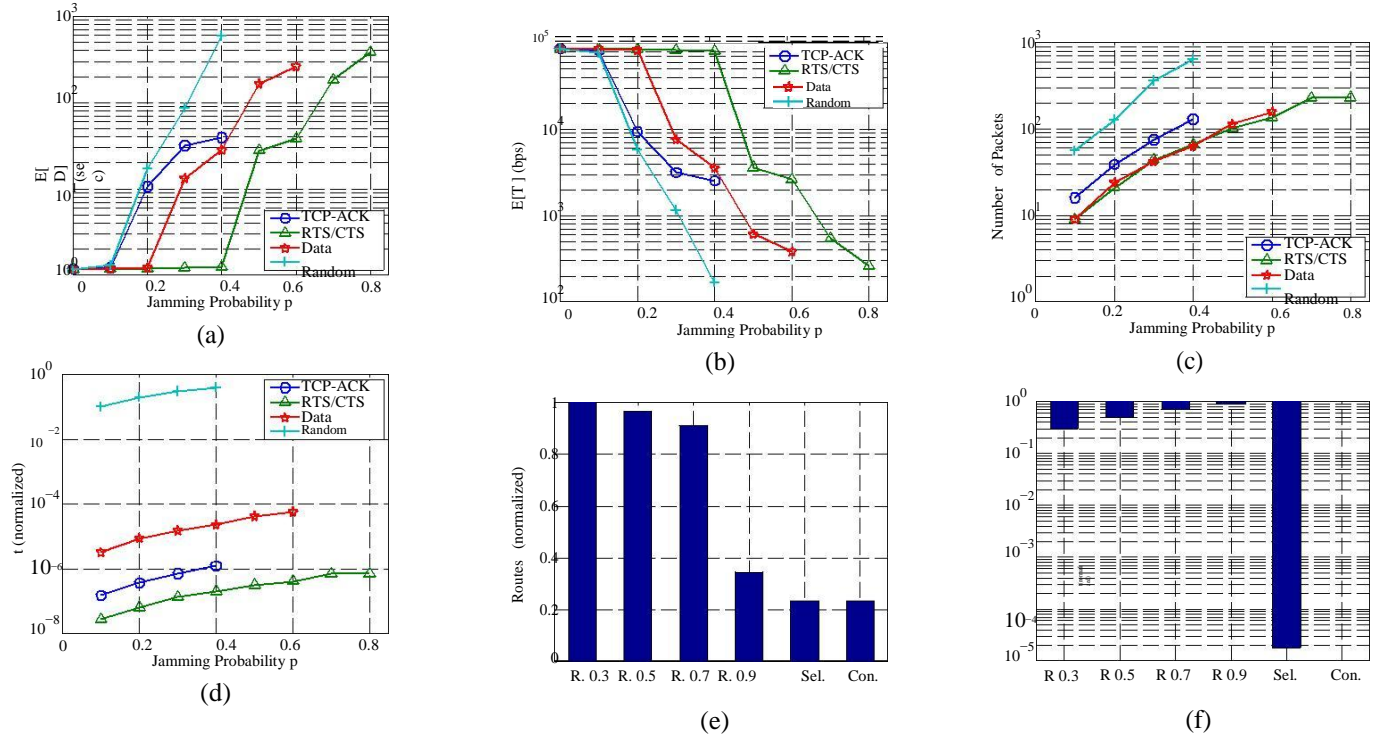 10^3
10^2
10^1
10^0
E[
D]
(se
c)
TCP-ACK
RTS/CTS
Data
Random
0
0.2
0.4
0.6
0.8
Jamming Probability p
(a)
10^5
10^4
10^3
10^2
E[T ] (bps)
TCP-ACK
RTS/CTS
Data
Random
0
0.2
0.4
0.6
0.8
Jamming Probability p
(b)
10^3
10^2
10^1
10^0
Number of Packets
TCP-ACK
RTS/CTS
Data
Random
0
0.2
0.4
0.6
0.8
Jamming Probability p
(c)
10^0
10^-2
10^-4
10^-6
10^-8
t (normalized)
TCP-ACK
RTS/CTS
Data
Random
0
0.2
0.4
0.6
0.8
Jamming Probability p
(d)
1
0.8
0.6
0.4
0.2
0
Routes (normalized)
R. 0.3 R. 0.5 R. 0.7 R. 0.9 Sel. Con.
(e)
10^0
10^-1
10^-2
10^-3
10^-4
10^-5
R 0.3 R 0.5 R 0.7 R 0.9 Sel. Con.
(f)